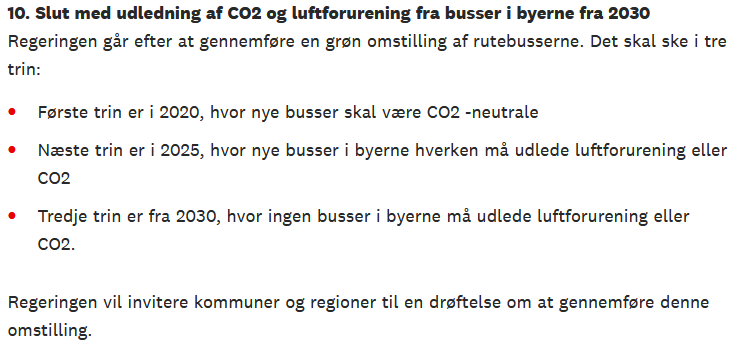 10. Slut med udledning af CO2 og luftforurening fra busser i byerne fra 2030
Regeringen går efter at gennemføre en grøn omstilling af rutebusserne. Det skal ske i tre
trin:
• Første trin er i 2020, hvor nye busser skal være CO2 -neutrale
• Næste trin er i 2025, hvor nye busser i byerne hverken må udlede luftforurening eller
CO2
• Tredje trin er fra 2030, hvor ingen busser i byerne må udlede luftforurening eller
CO2.
Regeringen vil invitere kommuner og regioner til en drøftelse om at gennemføre denne
omstilling.